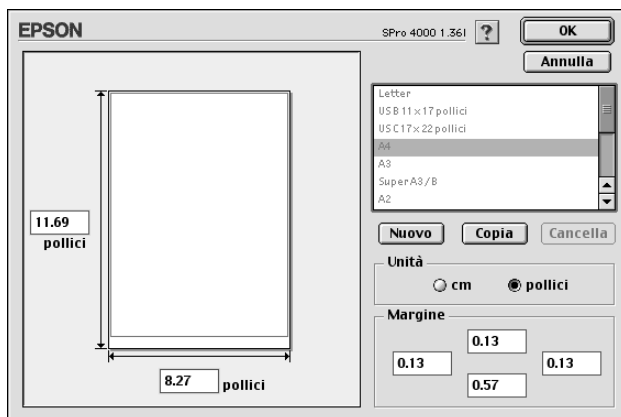 EPSON
SPro 4000 1.36I
?
OK
Annulla
Letter
USB 11×17 pollici
USC 17×22 pollici
A4
A3
Super A3/B
A2
11.69
pollici
8.27 pollici
Nuovo
Copia
Cancella
Unità
cm
pollici
Margine
0.13
0.13
0.13
0.57